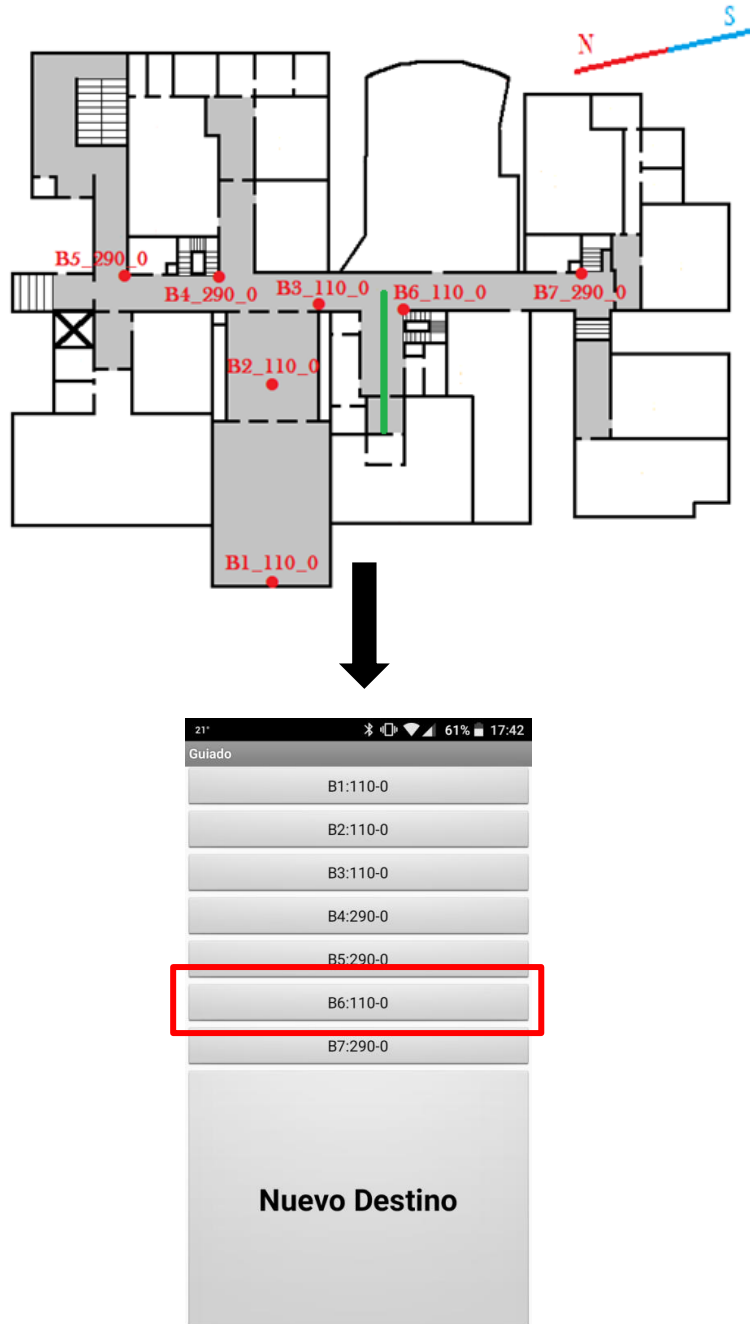 S
N
B5_290_0
B4_290_0
B3_110_0
B6_110_0
B7_290_0
B2_110_0
B1_110_0
21° 61% 17:42
Guiado
B1:110-0
B2:110-0
B3:110-0
B4:290-0
B5:290-0
B6:110-0
B7:290-0
Nuevo Destino